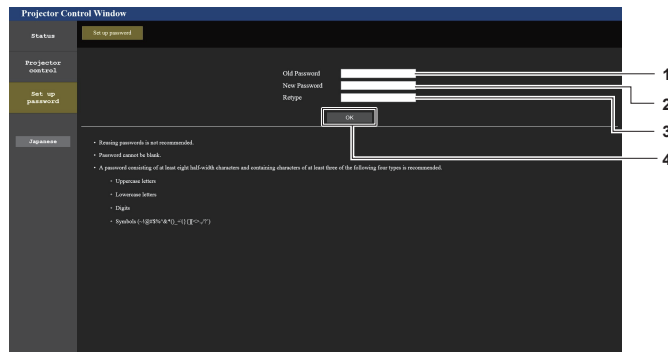 Projector Control Window
Status
Set up password
Projector
control
Set up
password
Japanese
Old Password
1
New Password
2
Retype
3
OK
4
• Reusing passwords is not recommended.
• Password cannot be blank.
• A password consisting of at least eight half-width characters and containing characters of at least three of the following four types is recommended.
• Uppercase letters
• Lowercase letters
• Digits